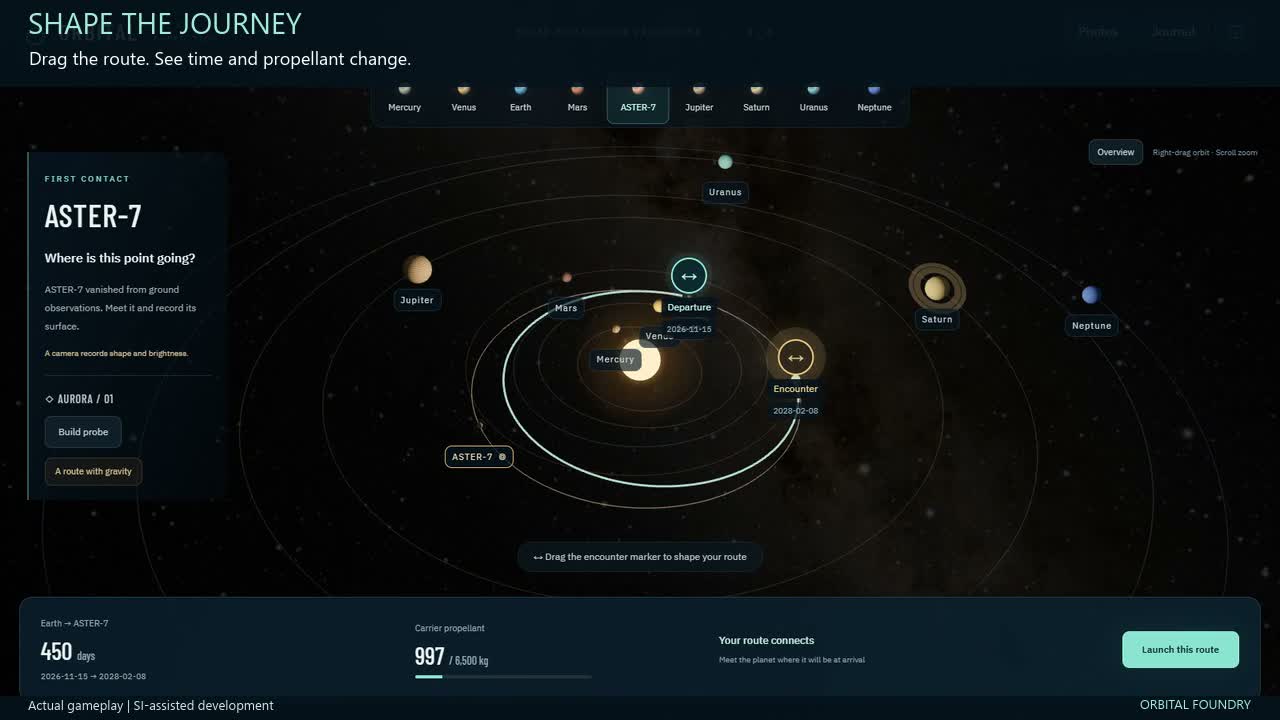 SHAPE THE JOURNEY
Drag the route. See time and propellant change.
Photos
Journal
Mercury
Venus
Earth
Mars
ASTER-7
Jupiter
Saturn
Uranus
Neptune
Overview
Right-drag orbit · Scroll zoom
FIRST CONTACT
ASTER-7
Where is this point going?
ASTER-7 vanished from ground
observations. Meet it and record its
surface.
A camera records shape and brightness.
◇ AURORA / 01
Build probe
A route with gravity
Uranus
Jupiter
Mars
Departure
2026-11-15
Venus
Mercury
Saturn
Neptune
Encounter
2028-02-08
ASTER-7
↔ Drag the encounter marker to shape your route
Earth → ASTER-7
450 days
2026-11-15 → 2028-02-08
Carrier propellant
997 / 6,500 kg
Your route connects
Meet the planet where it will be at arrival
Launch this route
Actual gameplay | SI-assisted development
ORBITAL FOUNDRY